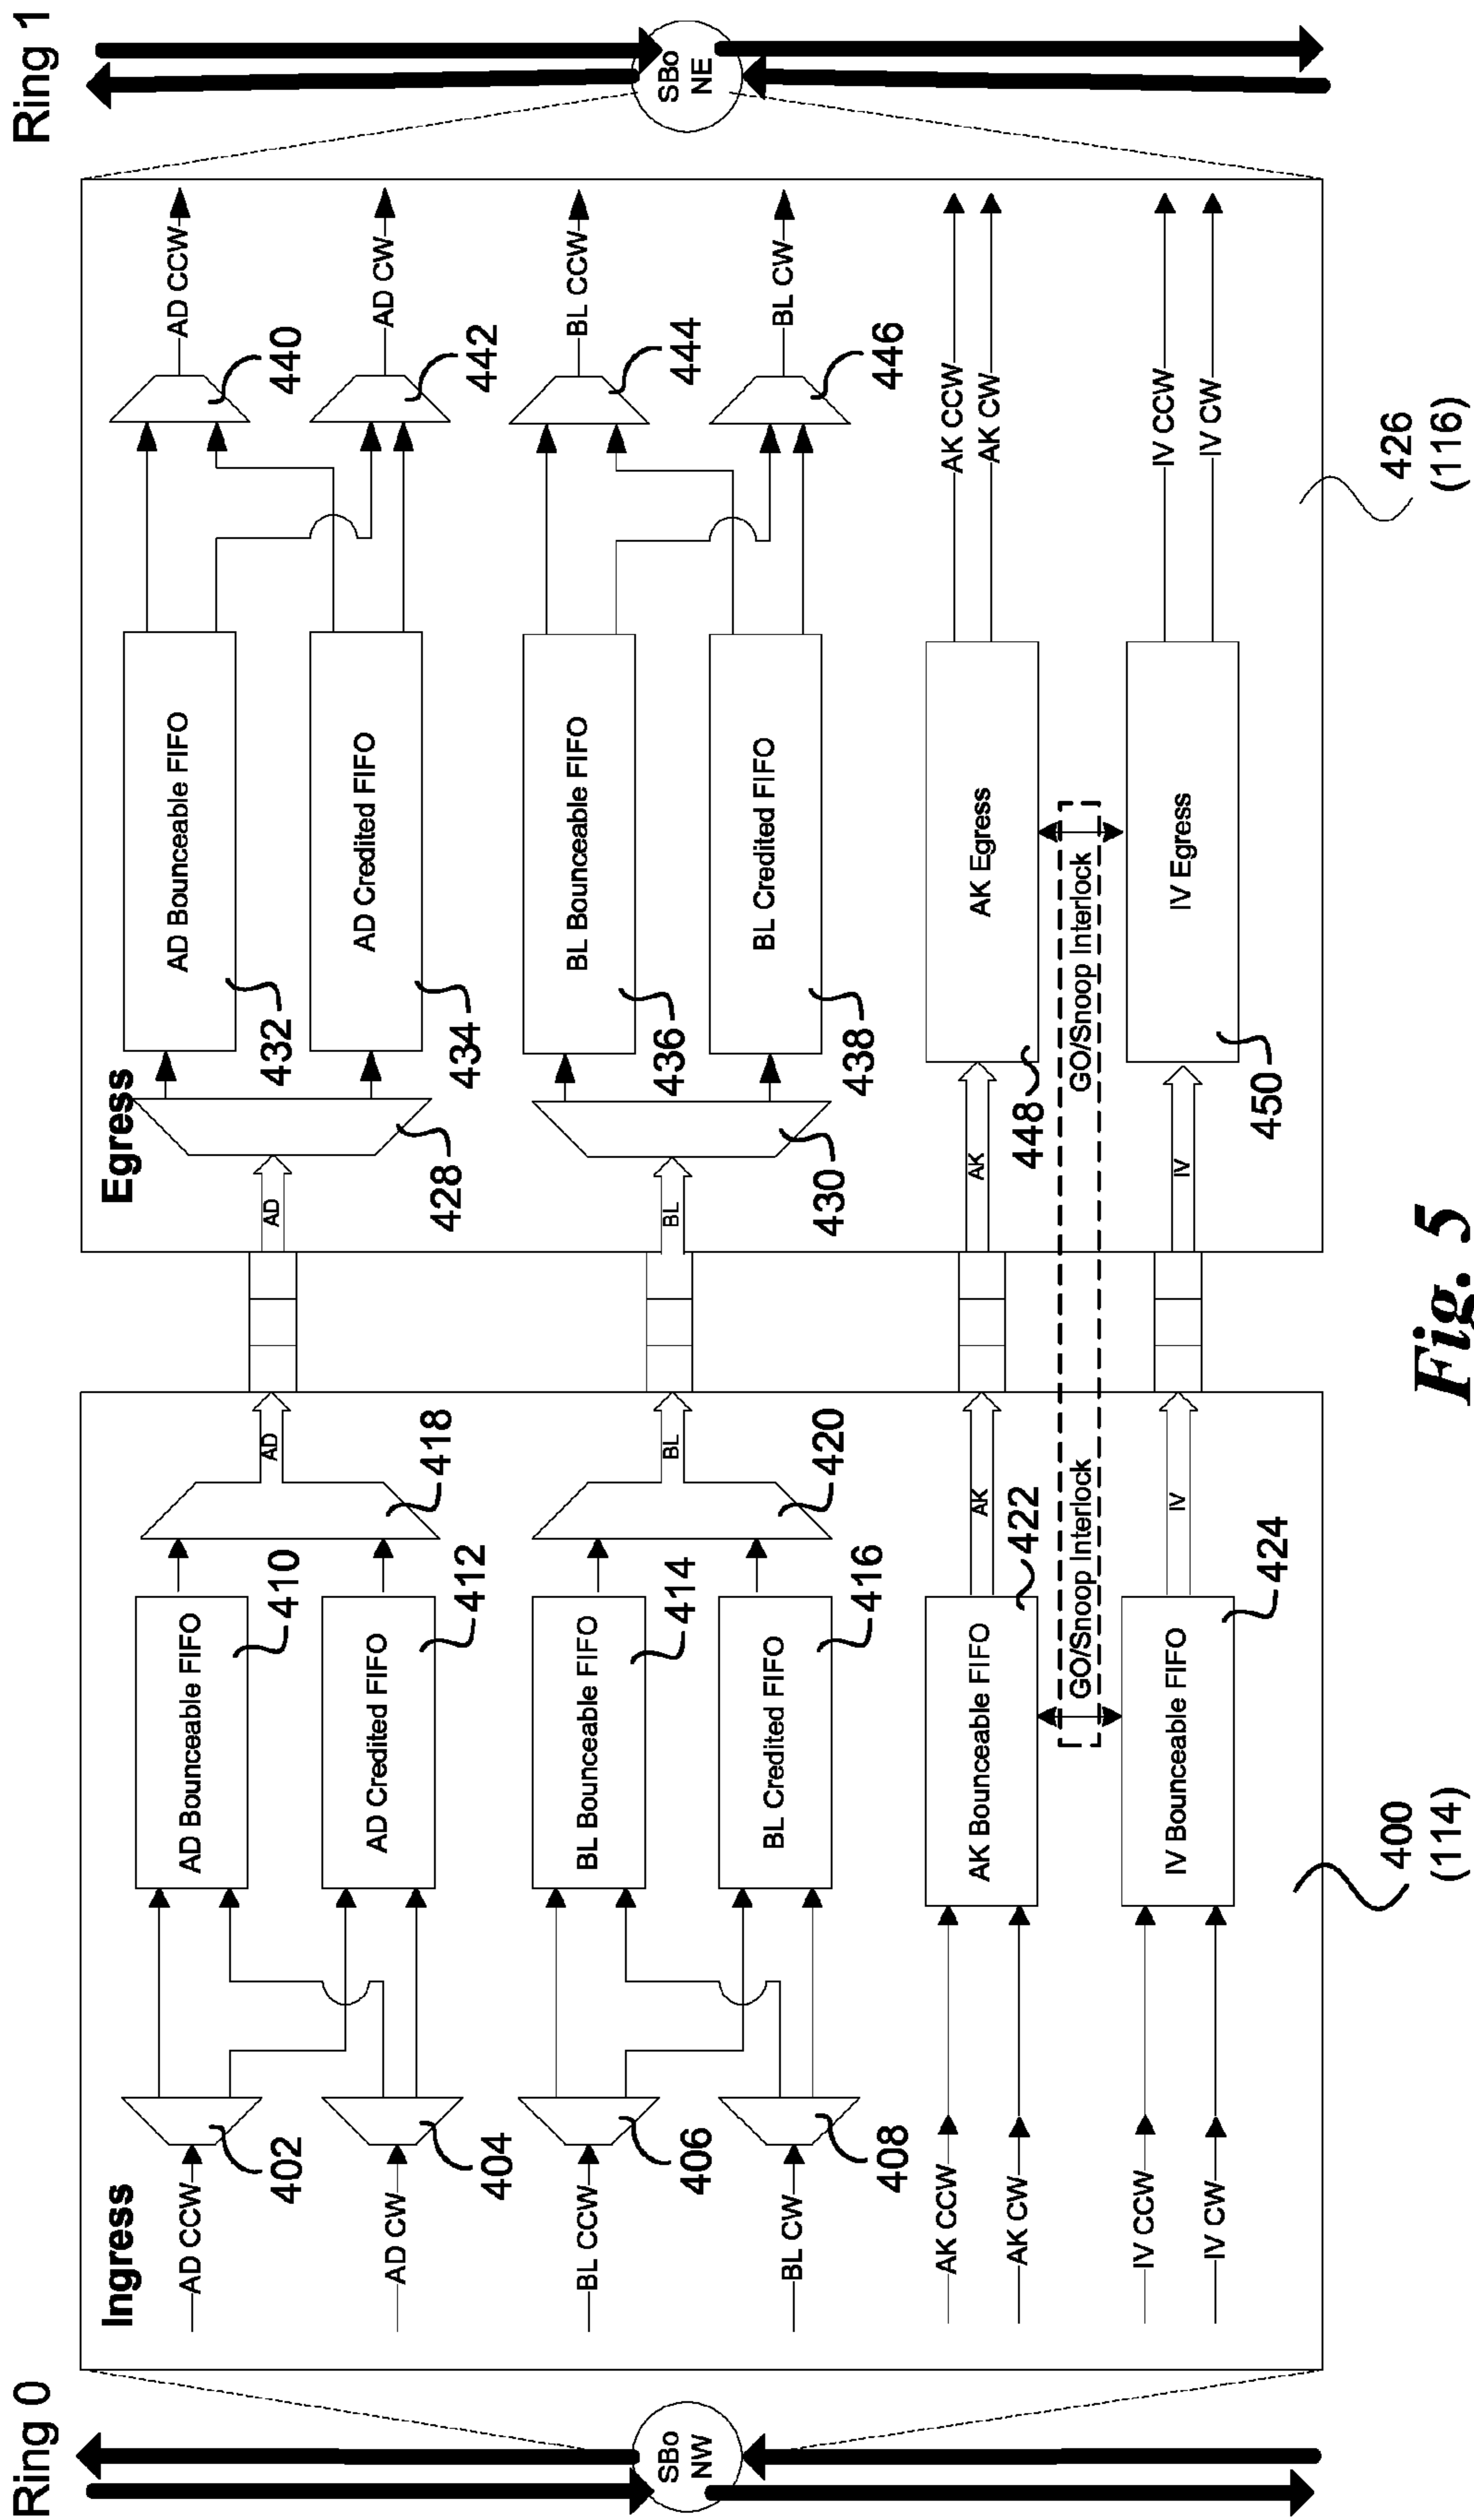 Ring 0
SBo
NW
Ingress
AD CCW
402
AD CW
404
BL CCW
406
BL CW
408
AK CCW
AK CW
IV CCW
IV CW
AD Bounceable FIFO
410
AD Credited FIFO
412
BL Bounceable FIFO
414
BL Credited FIFO
416
AK Bounceable FIFO
422
GO/Snoop Interlock
IV Bounceable FIFO
424
AD
418
BL
420
AK
IV
400
(114)
Egress
AD
428
BL
430
AK
IV
AD Bounceable FIFO
432
AD Credited FIFO
434
BL Bounceable FIFO
436
BL Credited FIFO
438
AK Egress
448
GO/Snoop Interlock
IV Egress
450
440
AD CCW
442
AD CW
444
BL CCW
446
BL CW
AK CCW
AK CW
IV CCW
IV CW
426
(116)
Ring 1
SBo
NE
Fig. 5